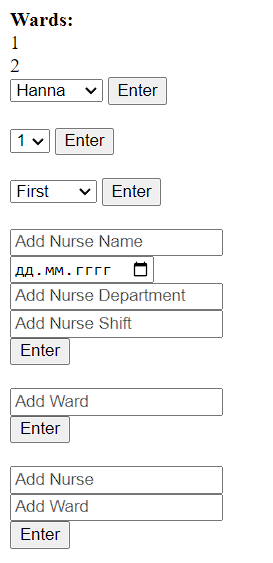 Wards:
1
2
Hanna Enter
1 Enter
First Enter
Add Nurse Name
дд.мм.гггг
Add Nurse Department
Add Nurse Shift
Enter
Add Ward
Enter
Add Nurse
Add Ward
Enter